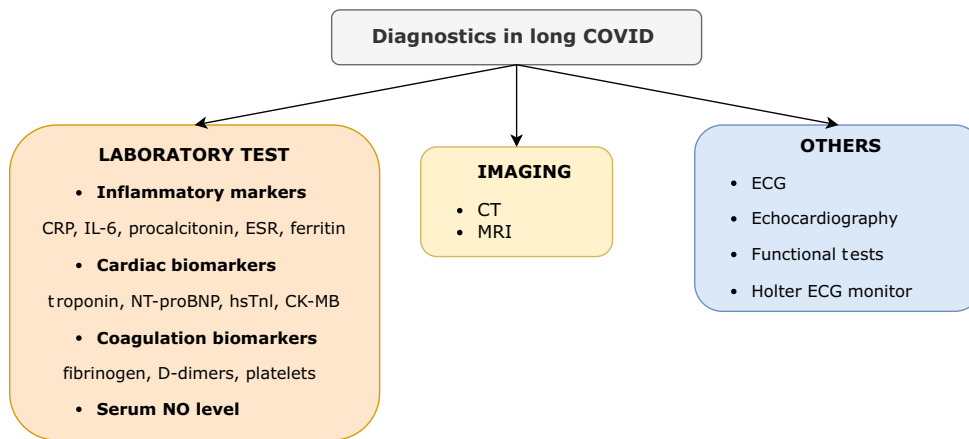 Diagnostics in long COVID
LABORATORY TEST
• Inflammatory markers
CRP, IL-6, procalcitonin, ESR, ferritin
• Cardiac biomarkers
troponin, NT-proBNP, hsTnl, CK-MB
• Coagulation biomarkers
fibrinogen, D-dimers, platelets
• Serum NO level
IMAGING
• CT
• MRI
OTHERS
• ECG
• Echocardiography
• Functional tests
• Holter ECG monitor